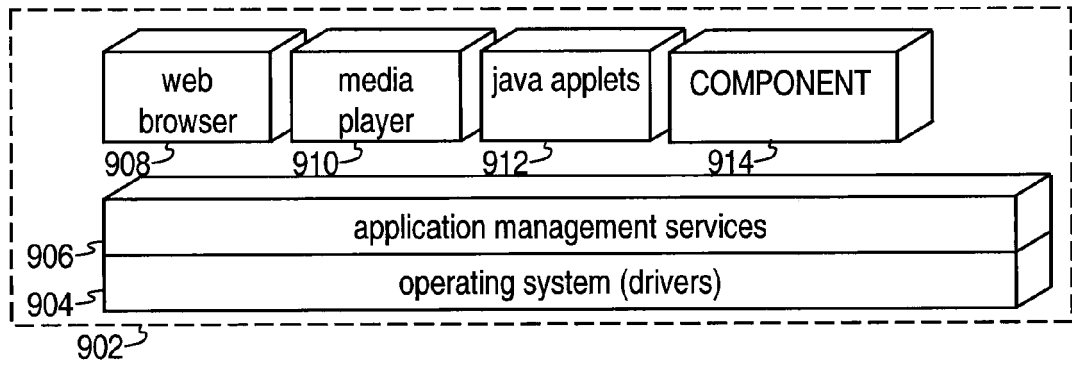 web browser
media player
java applets
COMPONENT
908
910
912
914
application management services
906
operating system (drivers)
904
902